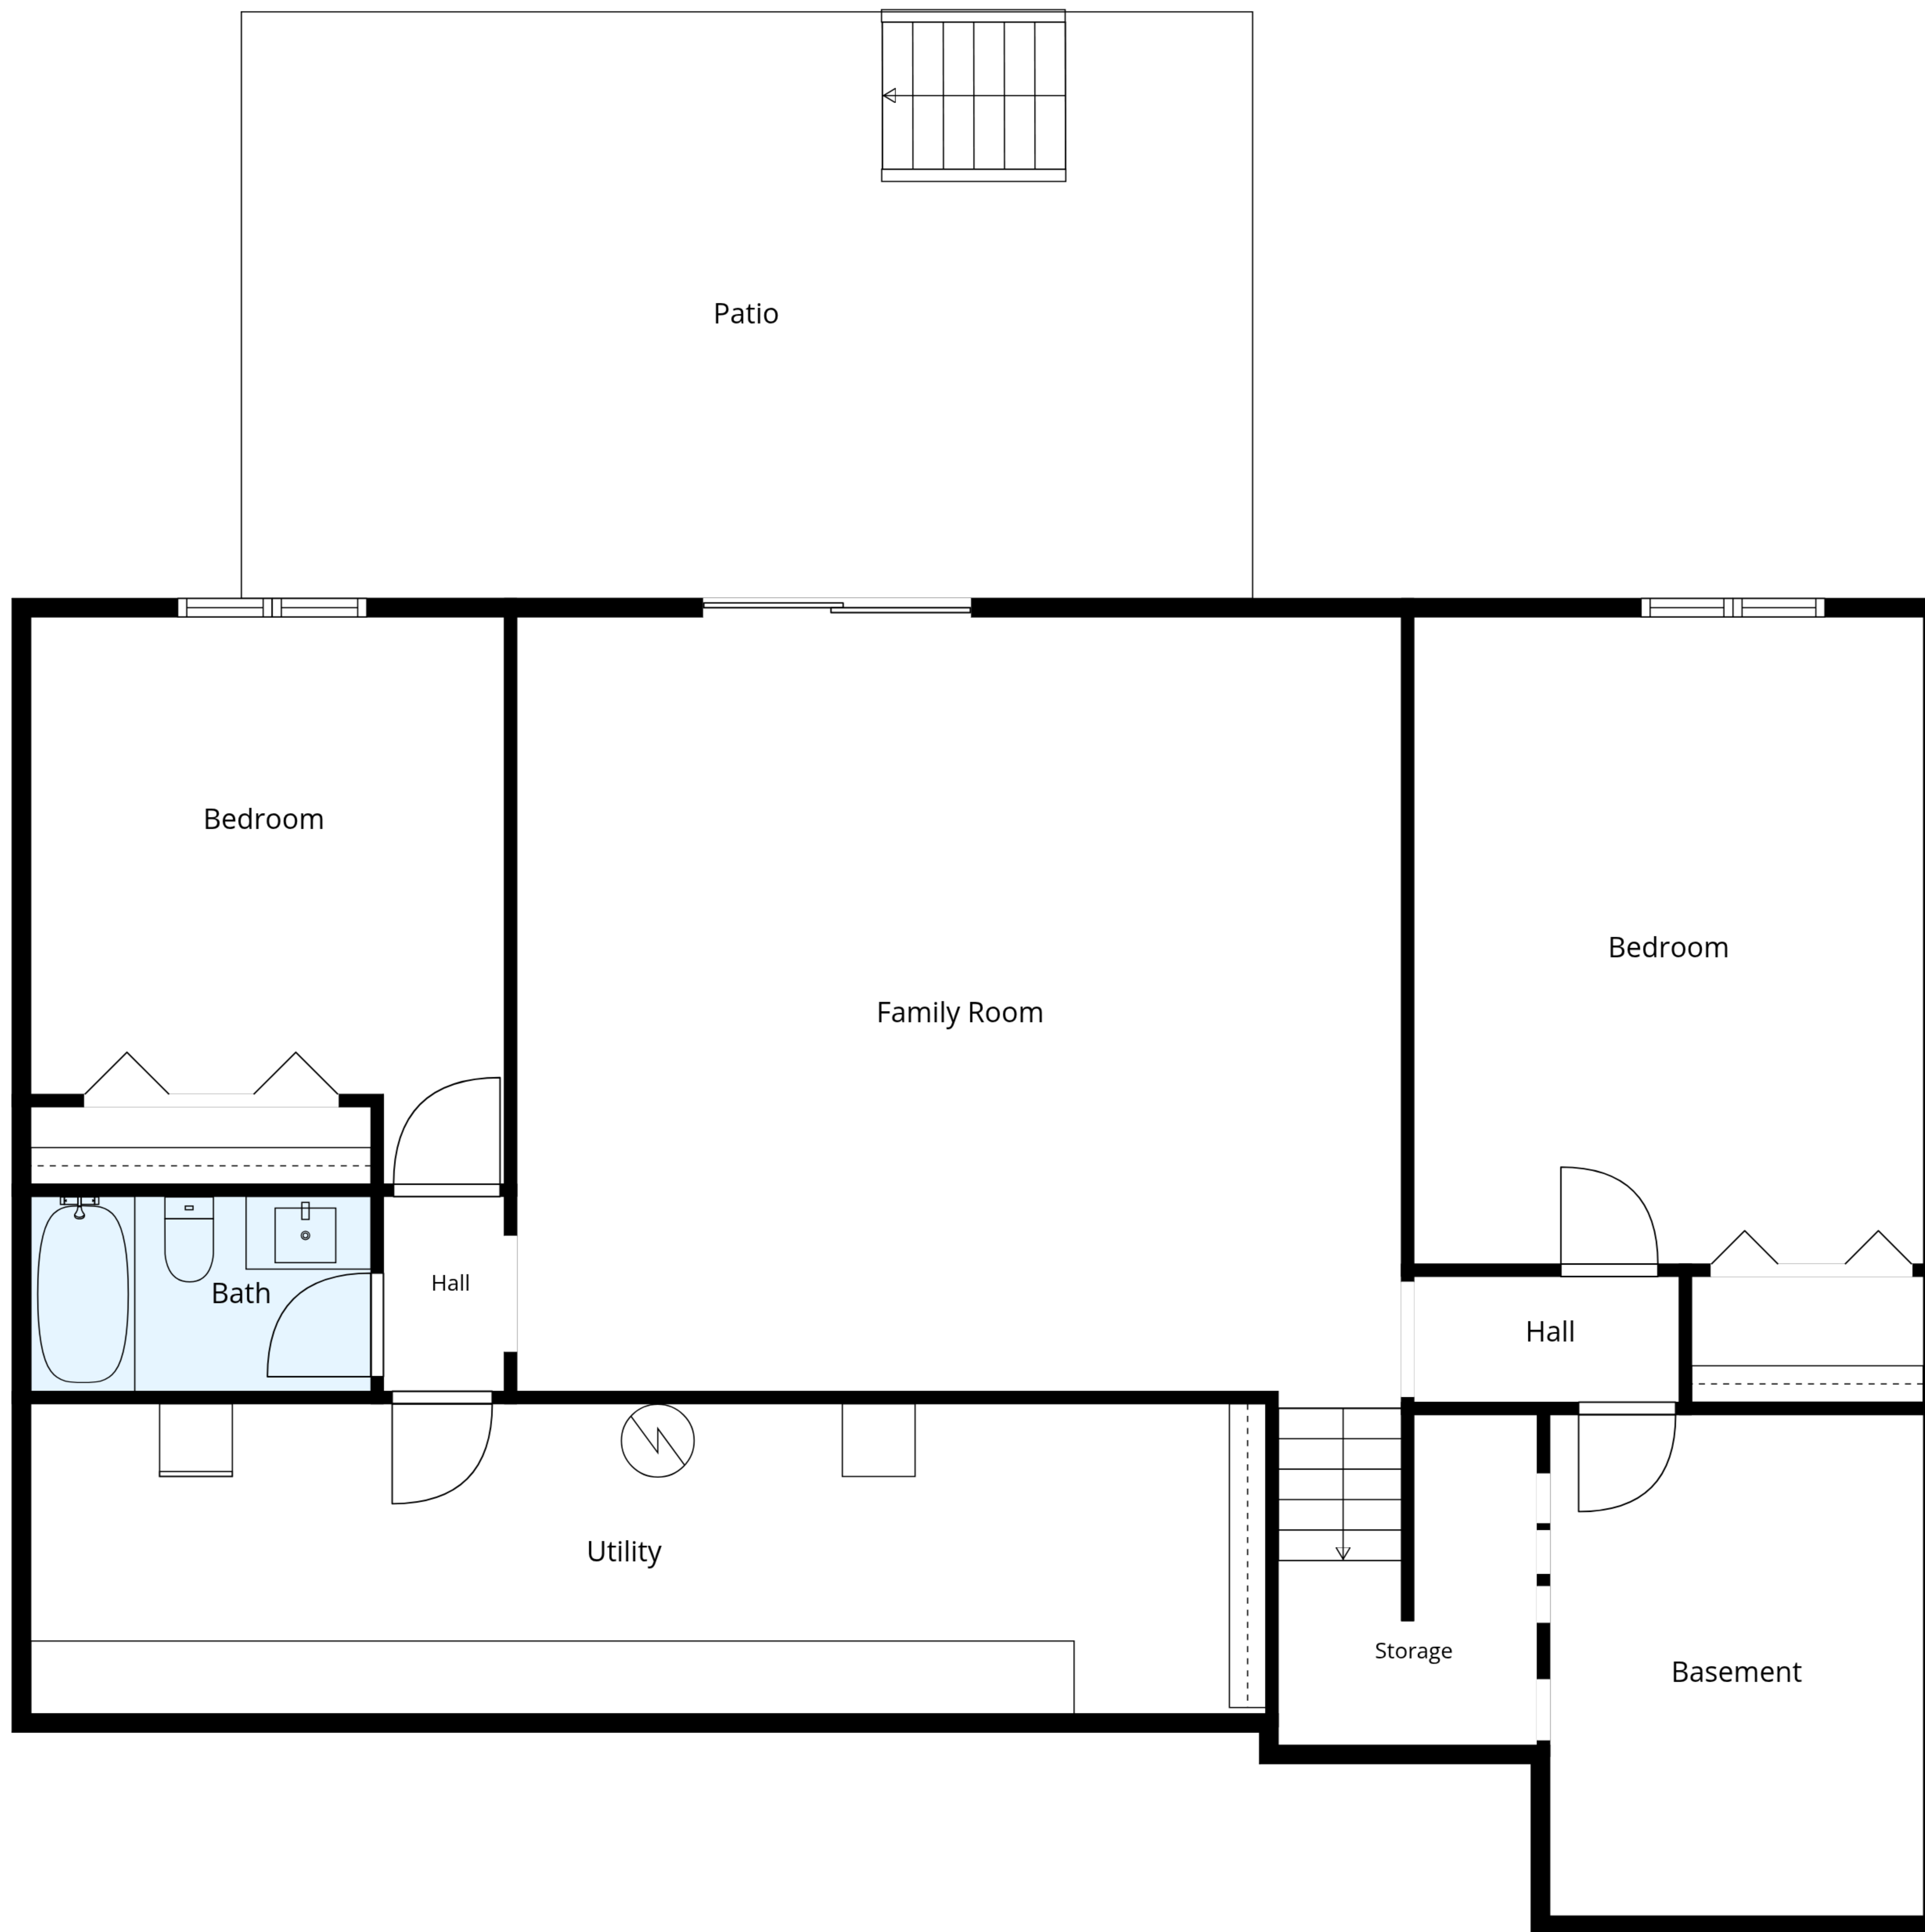 Patio
Bedroom
Bedroom
Family Room
Hall
Bath
Hall
Utility
Storage
Basement